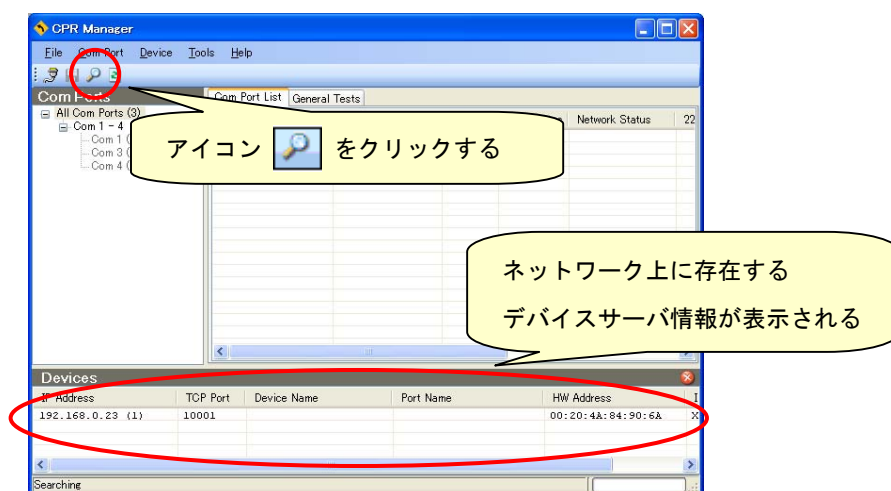 CPR Manager
File Com Port Device Tools Help
Com Ports
Com Port List General Tests
All Com Ports (3)
Com 1 - 4
Com 1
Com 3
Com 4
Network Status 22
アイコン をクリックする
ネットワーク上に存在する
デバイスサーバ情報が表示される
Devices
IP Address TCP Port Device Name Port Name HW Address I
192.168.0.23 (1) 10001 00:20:4A:84:90:6A X
Searching